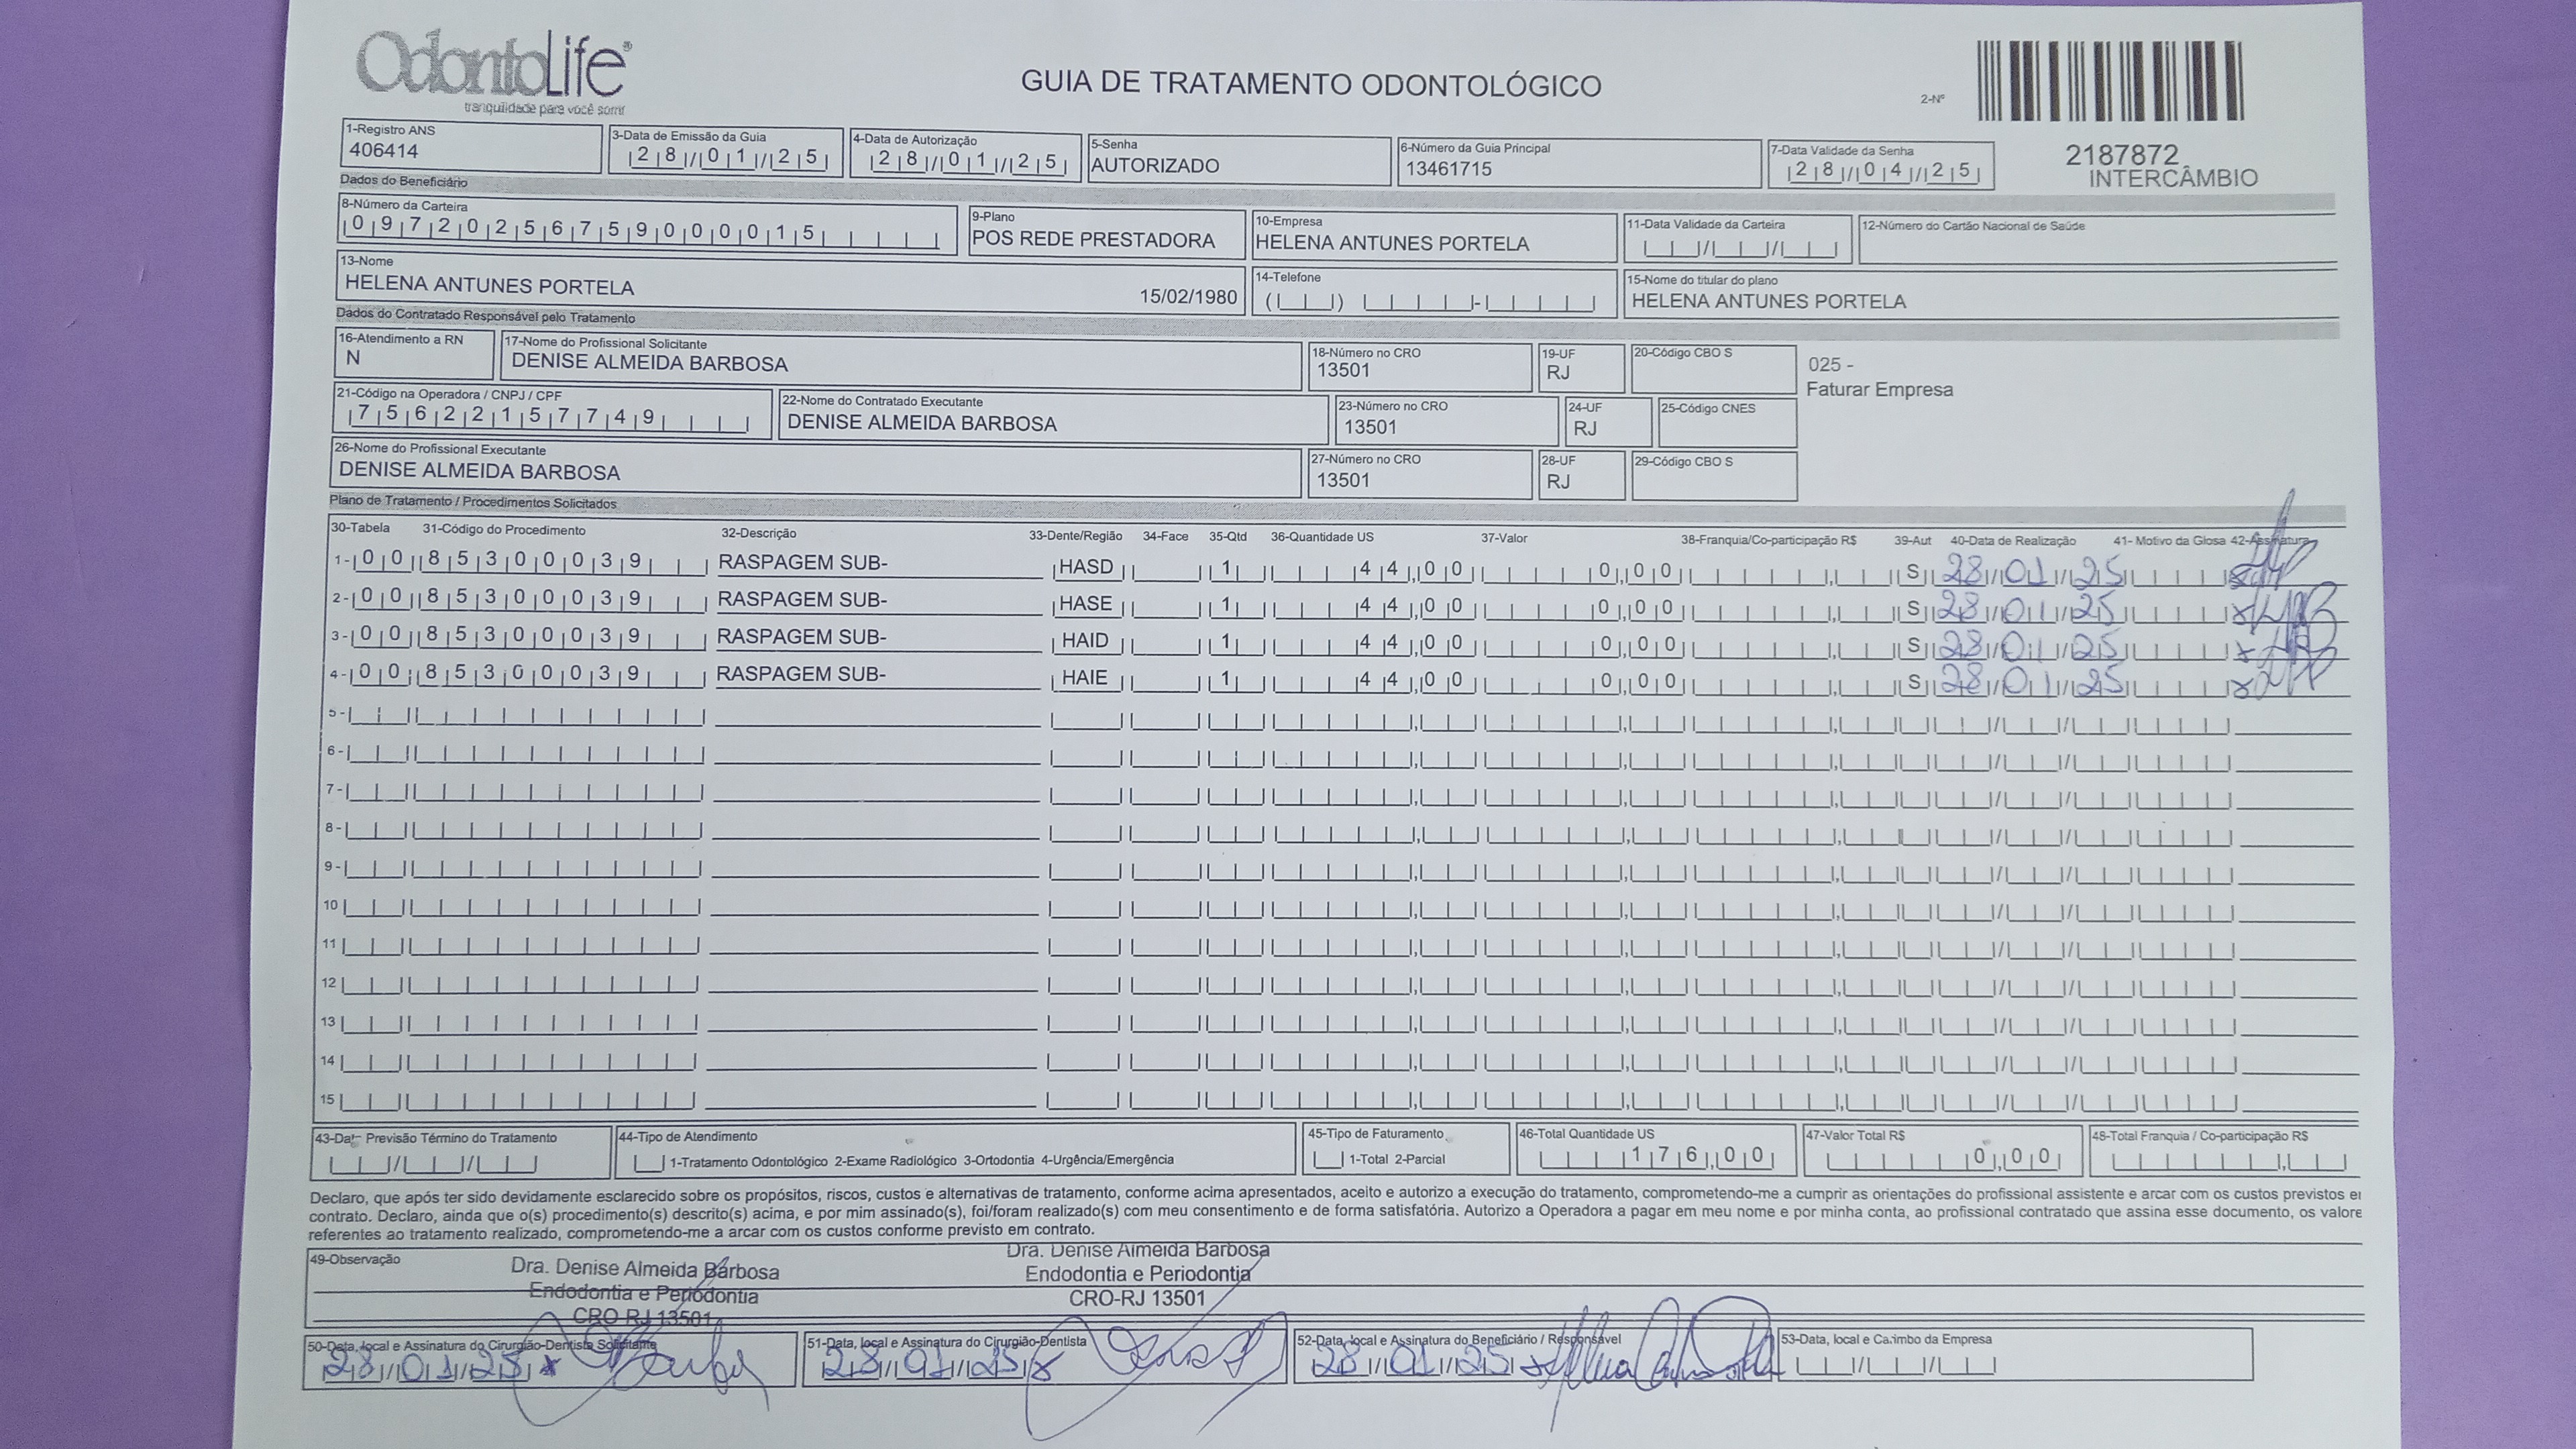 OdontoLife®
tranquilidade para você sorrir
GUIA DE TRATAMENTO ODONTOLÓGICO
2-Nº
2187872
INTERCÂMBIO
1-Registro ANS
406414
3-Data de Emissão da Guia
28/01/25
4-Data de Autorização
28/01/25
5-Senha
AUTORIZADO
6-Número da Guia Principal
13461715
7-Data Validade da Senha
28/04/25
Dados do Beneficiário
8-Número da Carteira
09720256759000015
9-Plano
POS REDE PRESTADORA
10-Empresa
HELENA ANTUNES PORTELA
11-Data Validade da Carteira
12-Número do Cartão Nacional de Saúde
13-Nome
HELENA ANTUNES PORTELA 15/02/1980
14-Telefone
15-Nome do titular do plano
HELENA ANTUNES PORTELA
Dados do Contratado Responsável pelo Tratamento
16-Atendimento a RN
N
17-Nome do Profissional Solicitante
DENISE ALMEIDA BARBOSA
18-Número no CRO
13501
19-UF
RJ
20-Código CBO S
025 -
Faturar Empresa
21-Código na Operadora / CNPJ / CPF
75622157749
22-Nome do Contratado Executante
DENISE ALMEIDA BARBOSA
23-Número no CRO
13501
24-UF
RJ
25-Código CNES
26-Nome do Profissional Executante
DENISE ALMEIDA BARBOSA
27-Número no CRO
13501
28-UF
RJ
29-Código CBO S
Plano de Tratamento / Procedimentos Solicitados
30-Tabela 31-Código do Procedimento 32-Descrição 33-Dente/Região 34-Face 35-Qtd 36-Quantidade US 37-Valor 38-Franquia/Co-participação R$ 39-Aut 40-Data de Realização 41- Motivo da Glosa 42-Assinatura
1- 00 85300039 RASPAGEM SUB- HASD 1 44,00 0,00 S 28/01/25
2- 00 85300039 RASPAGEM SUB- HASE 1 44,00 0,00 S 28/01/25
3- 00 85300039 RASPAGEM SUB- HAID 1 44,00 0,00 S 28/01/25
4- 00 85300039 RASPAGEM SUB- HAIE 1 44,00 0,00 S 28/01/25
5-
6-
7-
8-
9-
10
11
12
13
14
15
43-Data Previsão Término do Tratamento
44-Tipo de Atendimento
1-Tratamento Odontológico 2-Exame Radiológico 3-Ortodontia 4-Urgência/Emergência
45-Tipo de Faturamento
1-Total 2-Parcial
46-Total Quantidade US
176,00
47-Valor Total R$
0,00
48-Total Franquia / Co-participação R$
Declaro, que após ter sido devidamente esclarecido sobre os propósitos, riscos, custos e alternativas de tratamento, conforme acima apresentados, aceito e autorizo a execução do tratamento, comprometendo-me a cumprir as orientações do profissional assistente e arcar com os custos previstos e
contrato. Declaro, ainda que o(s) procedimento(s) descrito(s) acima, e por mim assinado(s), foi/foram realizado(s) com meu consentimento e de forma satisfatória. Autorizo a Operadora a pagar em meu nome e por minha conta, ao profissional contratado que assina esse documento, os valore
referentes ao tratamento realizado, comprometendo-me a arcar com os custos conforme previsto em contrato.
49-Observação
Dra. Denise Almeida Barbosa
Endodontia e Periodontia
CRO RJ 13501
Dra. Denise Almeida Barbosa
Endodontia e Periodontia
CRO-RJ 13501
50-Data, local e Assinatura do Cirurgião-Dentista Solicitante
28/01/25
51-Data, local e Assinatura do Cirurgião-Dentista
28/01/25
52-Data, local e Assinatura do Beneficiário / Responsável
28/01/25
53-Data, local e Carimbo da Empresa